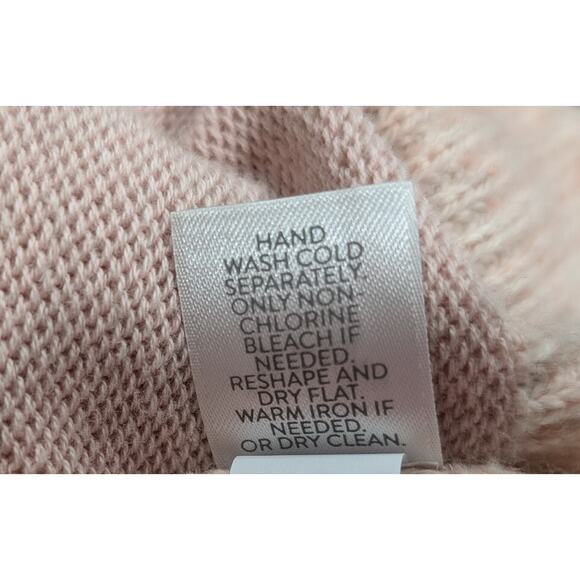 HAND
WASH COLD
SEPARATELY.
ONLY NON-
CHLORINE
BLEACH IF
NEEDED.
RESHAPE AND
DRY FLAT.
WARM IRON IF
NEEDED.
OR DRY CLEAN.